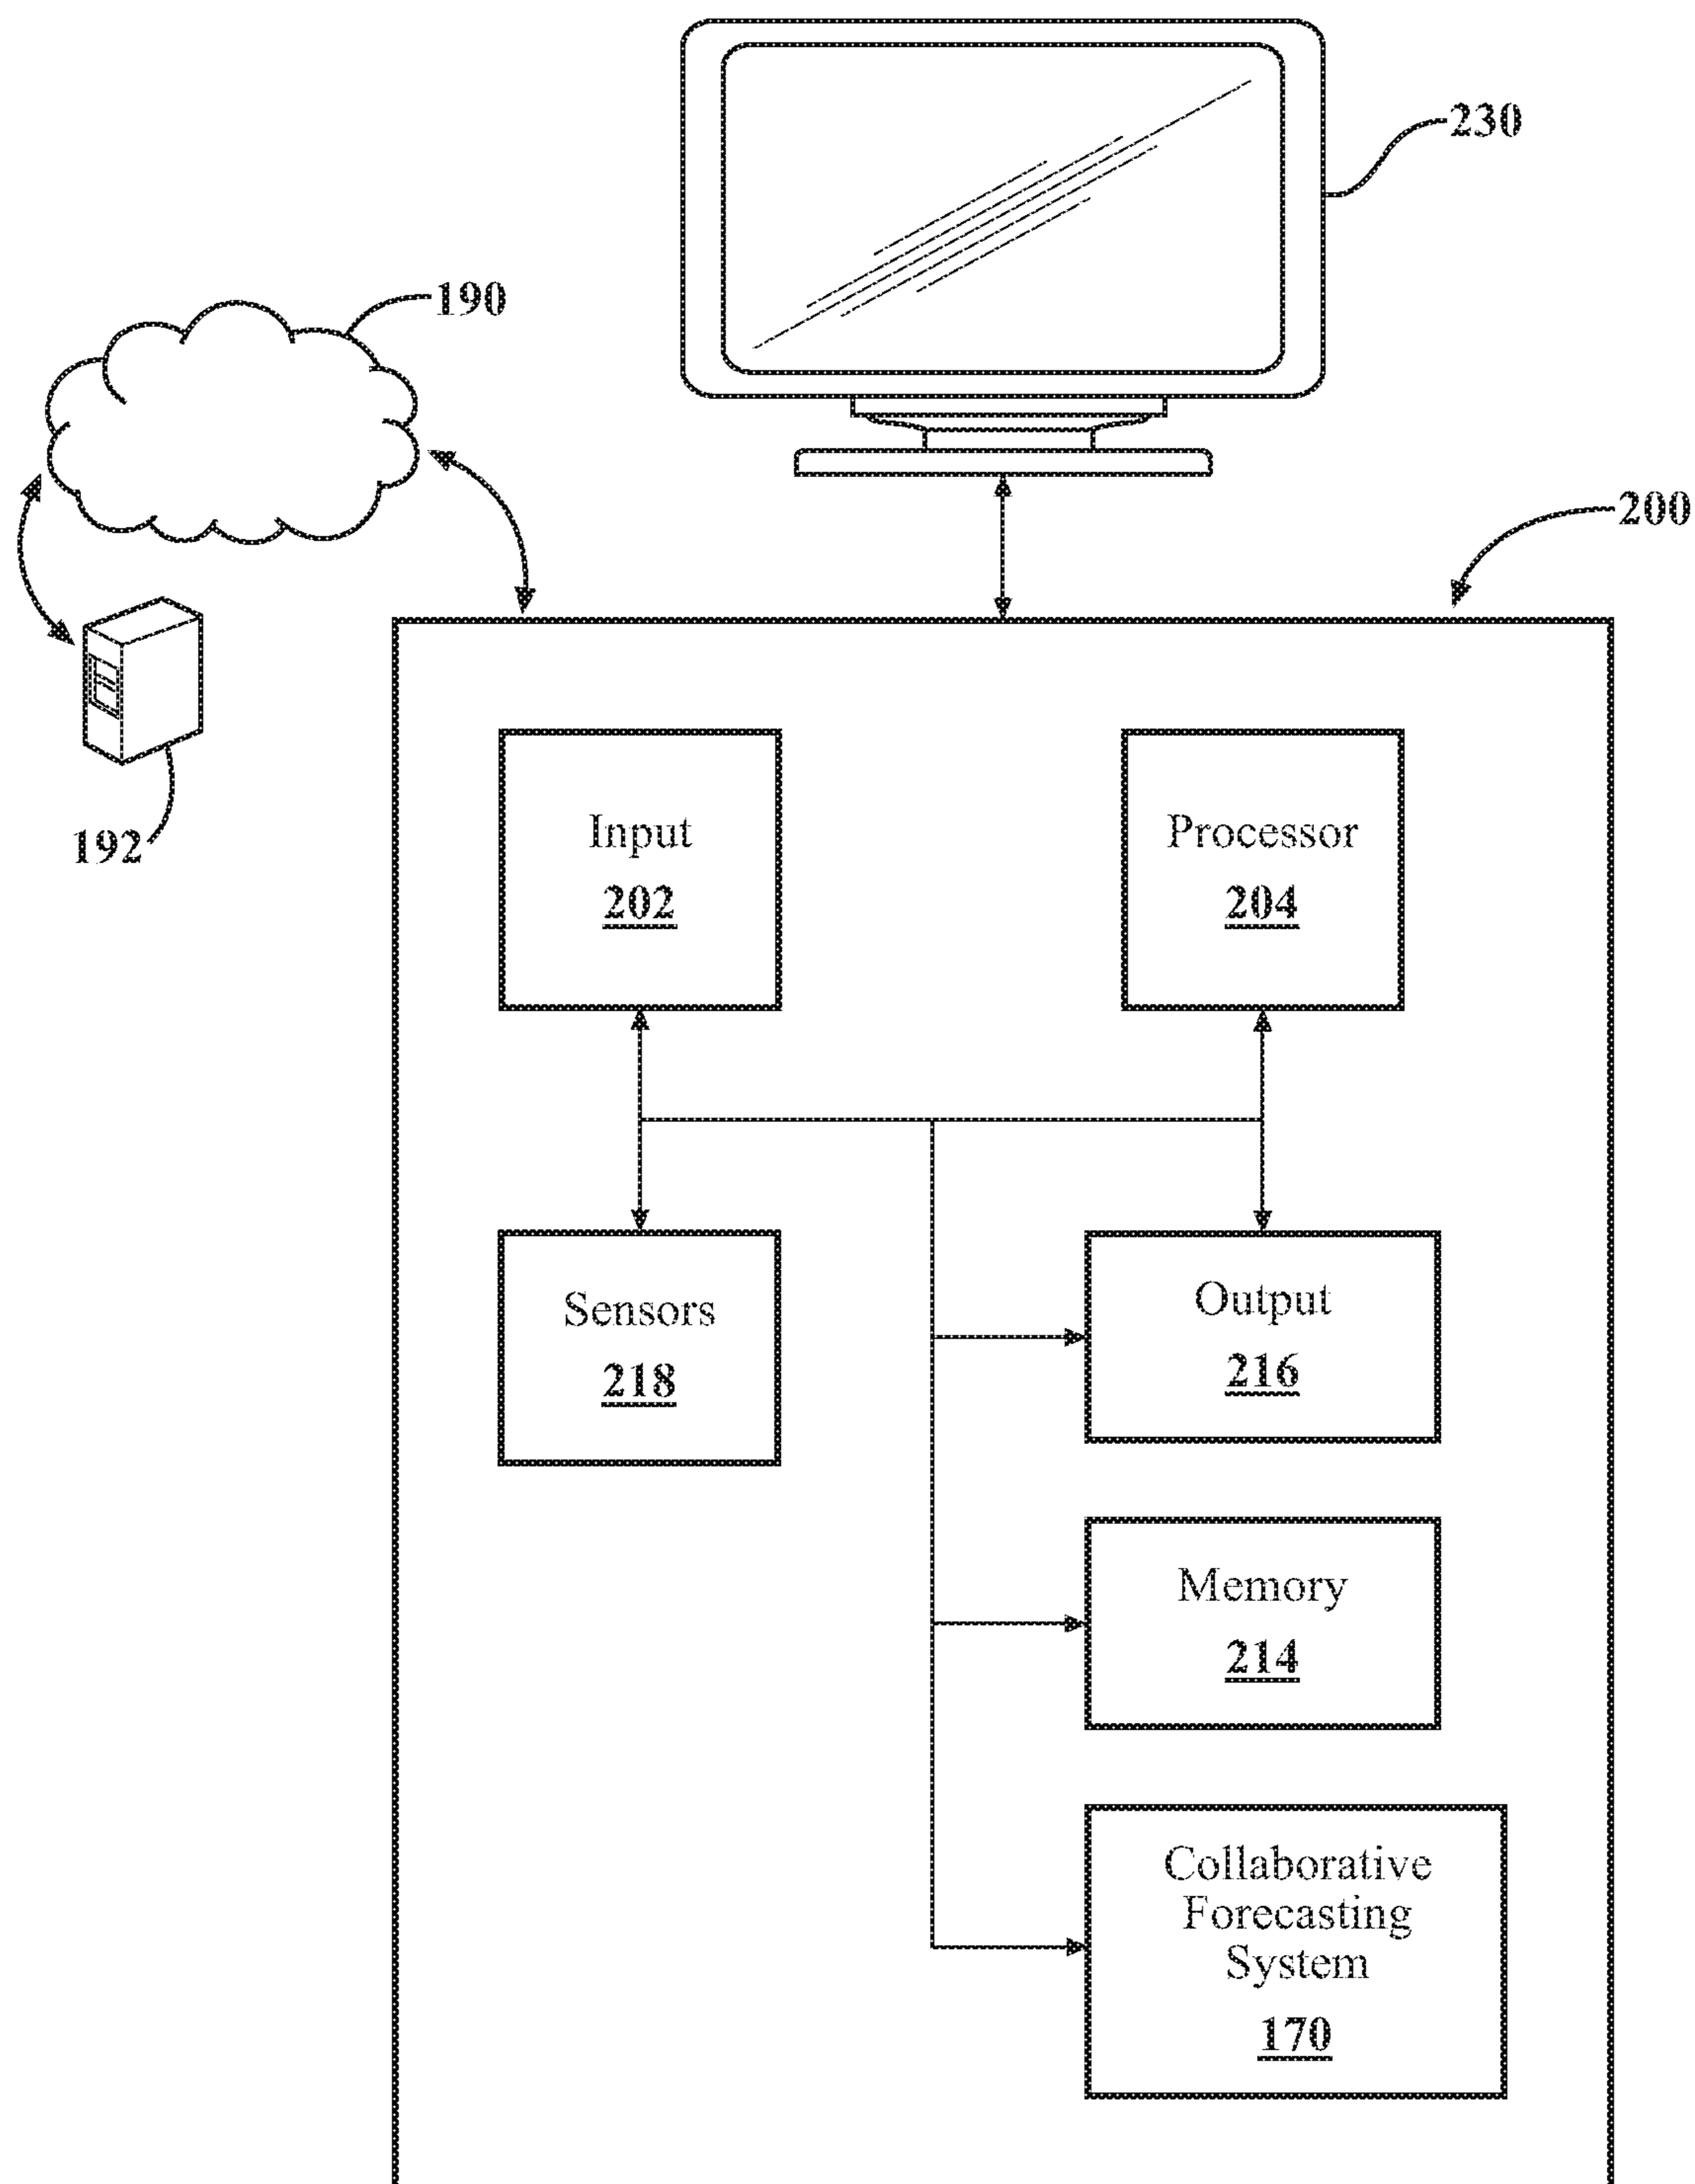 230
190
200
192
Input
202
Processor
204
Sensors
218
Output
216
Memory
214
Collaborative
Forecasting
System
170